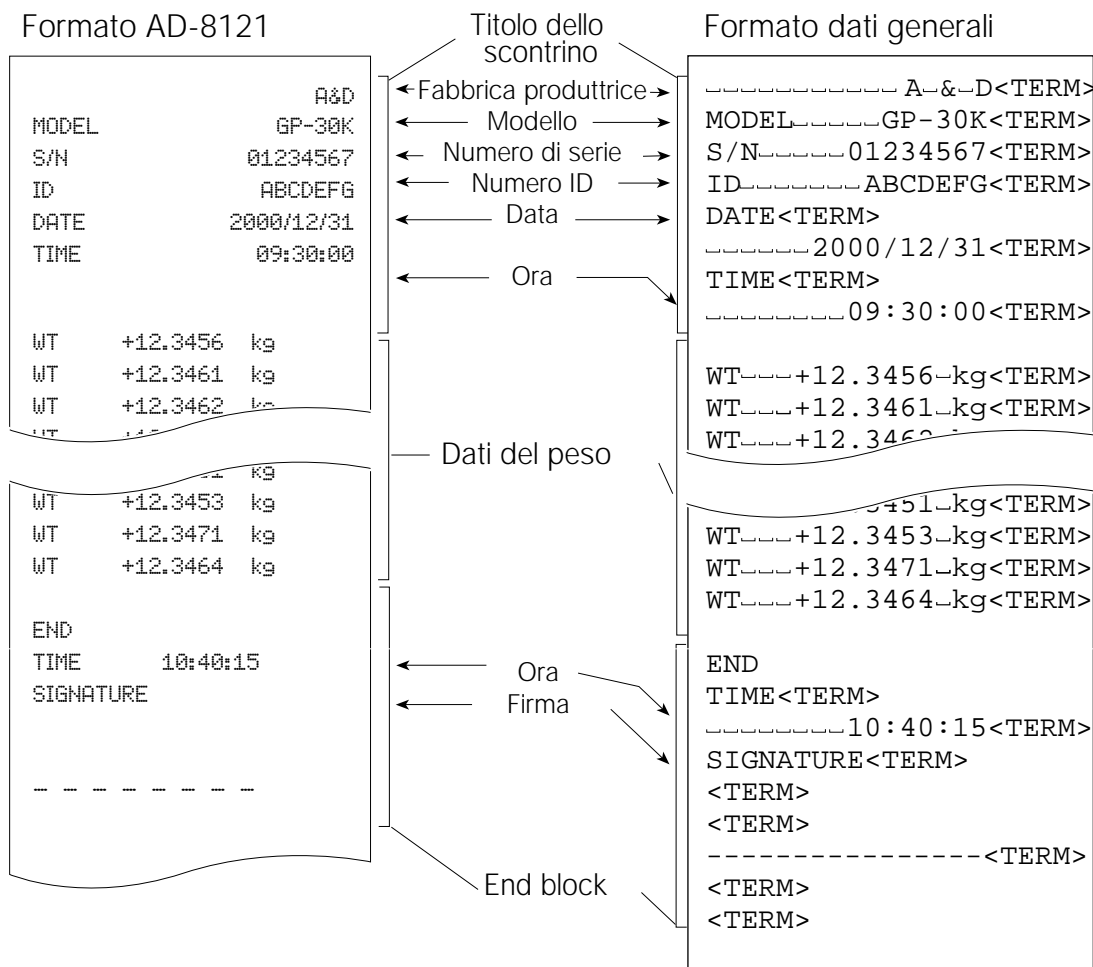 Formato AD-8121
A&D
MODEL GP-30K
S/N 01234567
ID ABCDEFG
DATE 2000/12/31
TIME 09:30:00
WT +12.3456 kg
WT +12.3461 kg
WT +12.3462
WT +12.3453 kg
WT +12.3471 kg
WT +12.3464 kg
END
TIME 10:40:15
SIGNATURE
_ _ _ _ _ _ _ _
Titolo dello
scontrino
Fabbrica produttrice
Modello
Numero di serie
Numero ID
Data
Ora
Dati del peso
Ora
Firma
End block
Formato dati generali
␣␣␣␣␣␣␣␣␣␣␣ A␣&␣D<TERM>
MODEL␣␣␣␣␣GP-30K<TERM>
S/N␣␣␣␣␣01234567<TERM>
ID␣␣␣␣␣␣␣ABCDEFG<TERM>
DATE<TERM>
␣␣␣␣␣␣2000/12/31<TERM>
TIME<TERM>
␣␣␣␣␣␣␣␣09:30:00<TERM>
WT␣␣␣+12.3456␣kg<TERM>
WT␣␣␣+12.3461␣kg<TERM>
WT␣␣␣+12.3462
␣kg<TERM>
WT␣␣␣+12.3453␣kg<TERM>
WT␣␣␣+12.3471␣kg<TERM>
WT␣␣␣+12.3464␣kg<TERM>
END
TIME<TERM>
␣␣␣␣␣␣␣␣10:40:15<TERM>
SIGNATURE<TERM>
<TERM>
<TERM>
----------------<TERM>
<TERM>
<TERM>